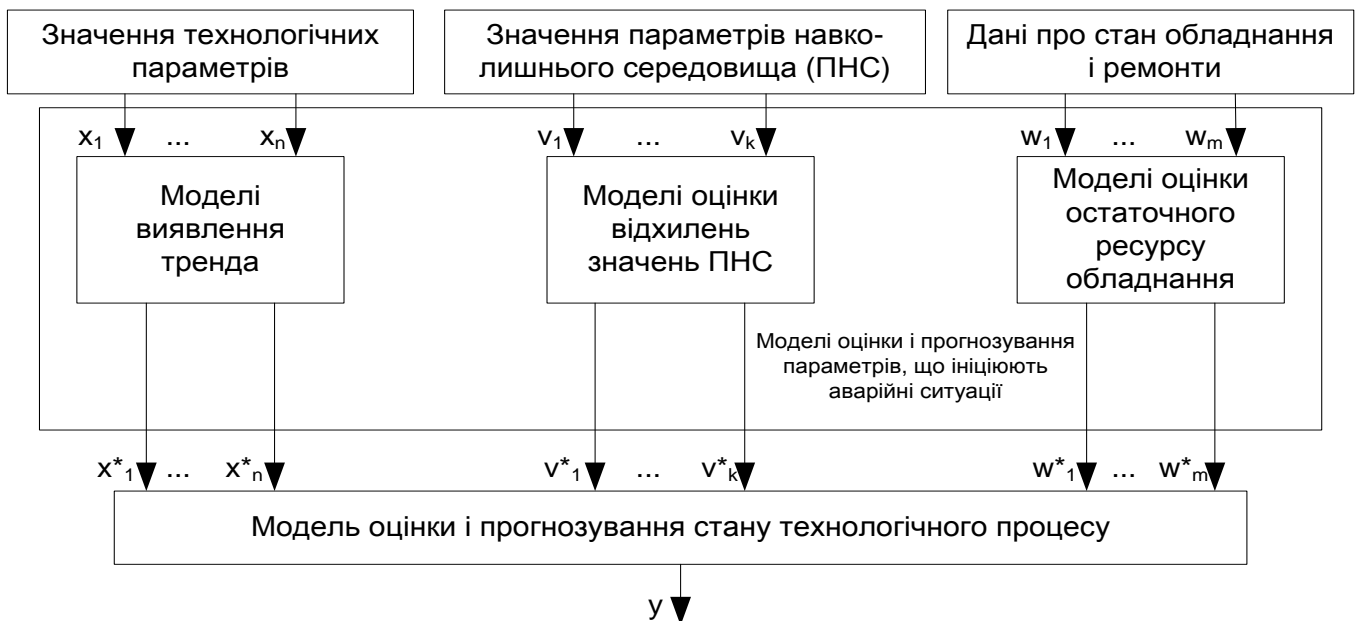 Значення технологічних
параметрів
Значення параметрів навко-
лишнього середовища (ПНС)
Дані про стан обладнання
і ремонти
x1 ... xn
v1 ... vk
w1 ... wm
Моделі
виявлення
тренда
Моделі оцінки
відхилень
значень ПНС
Моделі оцінки
остаточного
ресурсу
обладнання
Моделі оцінки і прогнозування
параметрів, що ініціюють
аварійні ситуації
x*1 ... x*n
v*1 ... v*k
w*1 ... w*m
Модель оцінки і прогнозування стану технологічного процесу
y